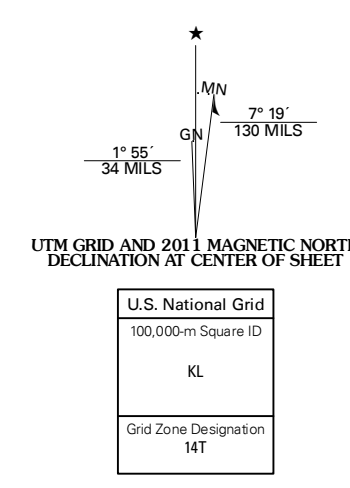 ★
MN
7° 19´
130 MILS
GN
1° 55´
34 MILS
UTM GRID AND 2011 MAGNETIC NORT
DECLINATION AT CENTER OF SHEET
U.S. National Grid
100,000-m Square ID
KL
Grid Zone Designation
14T